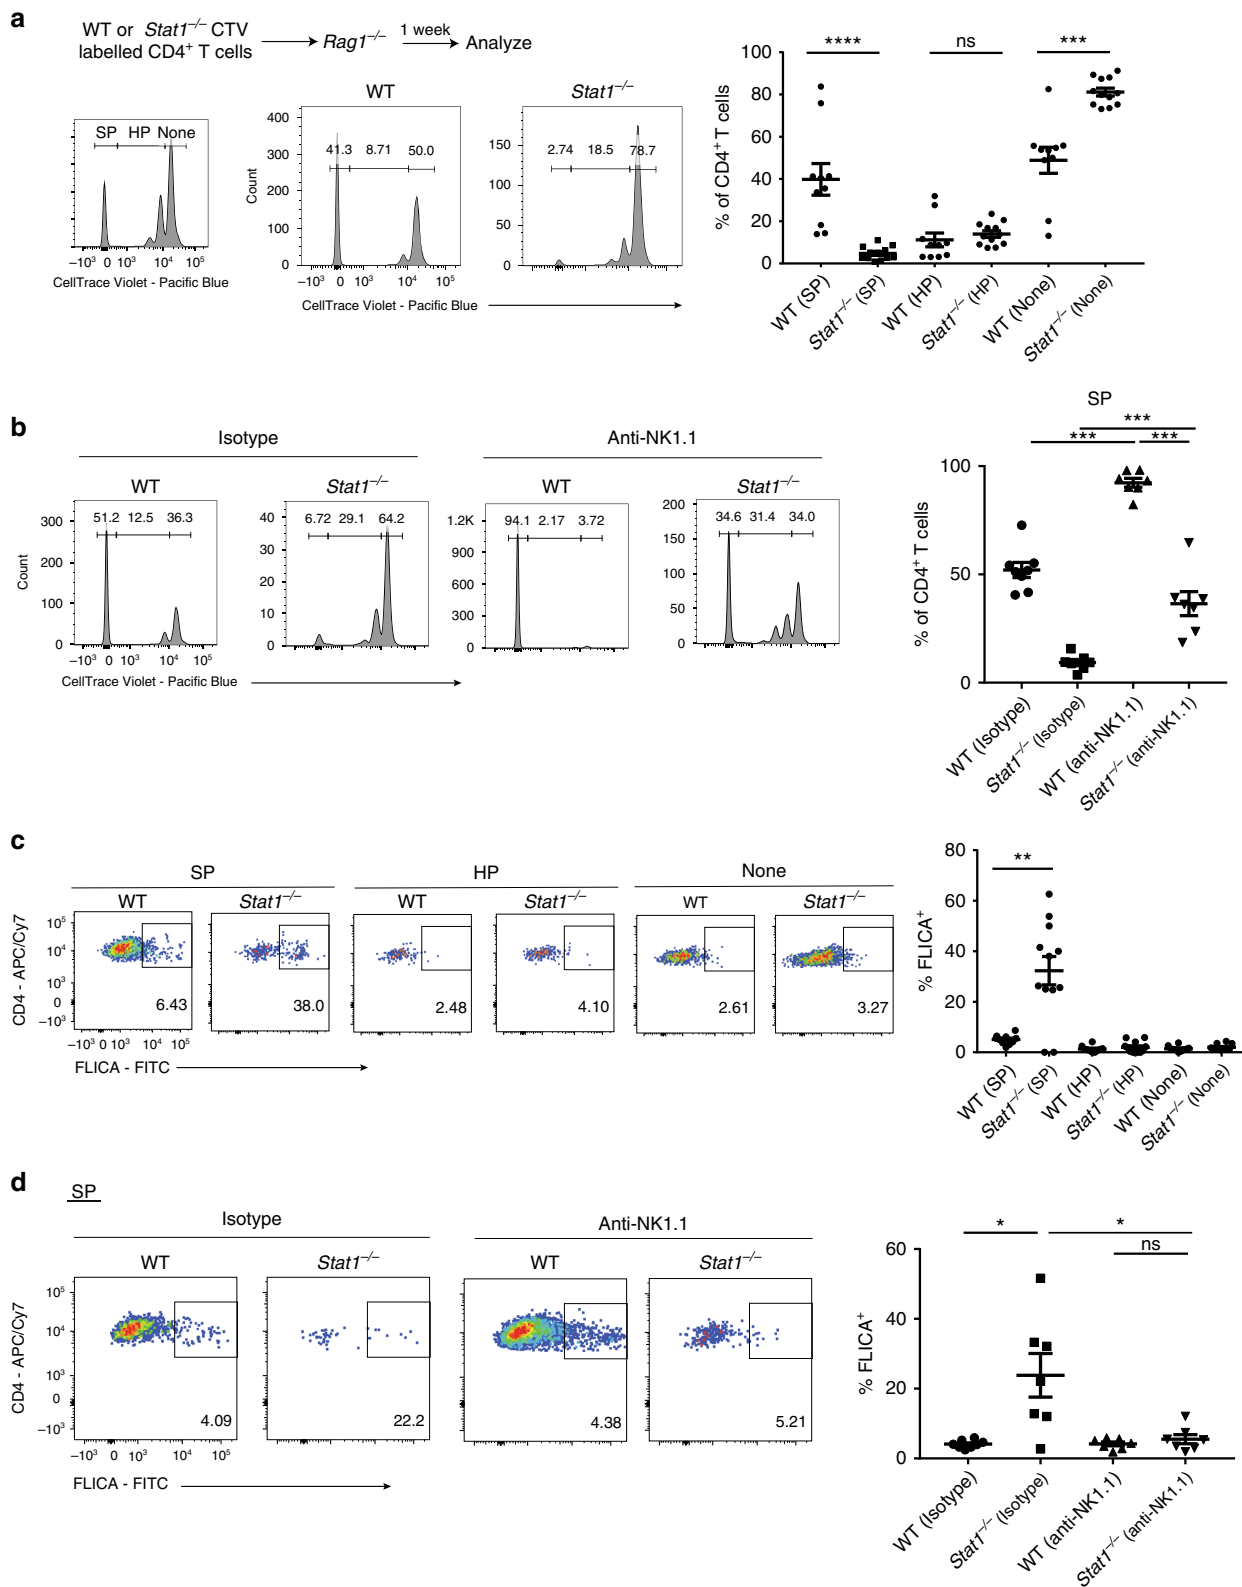 a
WT or Stat1–/– CTV
labelled CD4+ T cells
Rag1–/–
1 week
Analyze
SP HP None
–10³ 0 10³ 10⁴ 10⁵
CellTrace Violet - Pacific Blue
WT
Count
400
300
200
100
0
41.3 8.71 50.0
–10³ 0 10³ 10⁴ 10⁵
Stat1–/–
150
100
50
0
2.74 18.5 78.7
CellTrace Violet - Pacific Blue
% of CD4+ T cells
100
80
60
40
20
0
**** ns ***
WT (SP)
Stat1–/– (SP)
WT (HP)
Stat1–/– (HP)
WT (None)
Stat1–/– (None)
b
Isotype
Anti-NK1.1
WT
Count
300
200
100
0
51.2 12.5 36.3
–10³ 0 10³ 10⁴ 10⁵
Stat1–/–
40
30
20
10
0
6.72 29.1 64.2
WT
1.2K
900
600
300
0
94.1 2.17 3.72
Stat1–/–
200
150
100
50
0
34.6 31.4 34.0
CellTrace Violet - Pacific Blue
SP
***
*** ***
% of CD4+ T cells
100
50
0
WT (Isotype)
Stat1–/– (Isotype)
WT (anti-NK1.1)
Stat1–/– (anti-NK1.1)
c
SP HP None
WT Stat1–/– WT Stat1–/– WT Stat1–/–
CD4 - APC/Cy7
10⁵
10⁴
10³
0
–10³
6.43 38.0 2.48 4.10 2.61 3.27
–10³ 0 10³ 10⁴ 10⁵
FLICA - FITC
% FLICA+
80
60
40
20
0
**
WT (SP)
Stat1–/– (SP)
WT (HP)
Stat1–/– (HP)
WT (None)
Stat1–/– (None)
d
SP
Isotype
Anti-NK1.1
WT Stat1–/– WT Stat1–/–
CD4 - APC/Cy7
10⁵
10⁴
10³
0
–10³
4.09 22.2 4.38 5.21
–10³ 0 10³ 10⁴ 10⁵
FLICA - FITC
% FLICA+
60
40
20
0
* *
ns
WT (Isotype)
Stat1–/– (Isotype)
WT (anti-NK1.1)
Stat1–/– (anti-NK1.1)